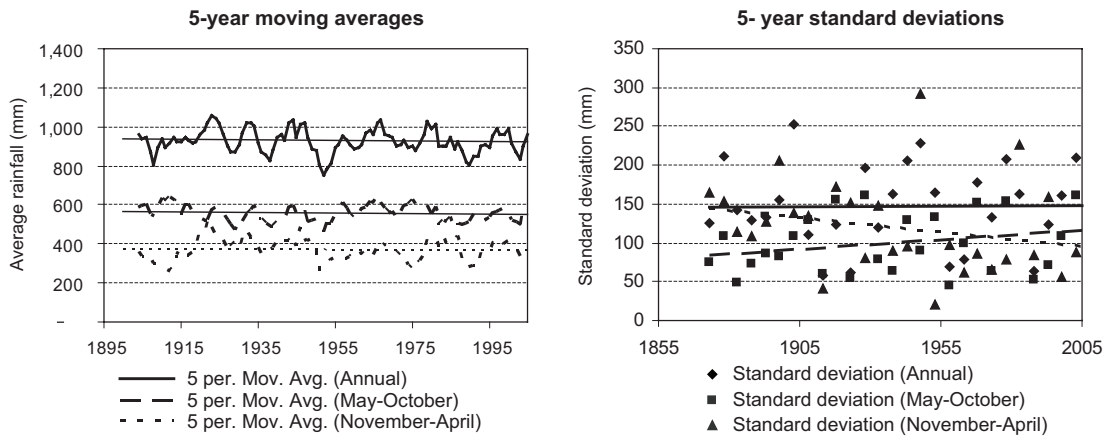 5-year moving averages
Average rainfall (mm)
1,400
1,200
1,000
800
600
400
200
–
1895 1915 1935 1955 1975 1995
5 per. Mov. Avg. (Annual)
5 per. Mov. Avg. (May-October)
5 per. Mov. Avg. (November-April)
5- year standard deviations
Standard deviation (mm)
350
300
250
200
150
100
50
0
1855 1905 1955 2005
Standard deviation (Annual)
Standard deviation (May-October)
Standard deviation (November-April)